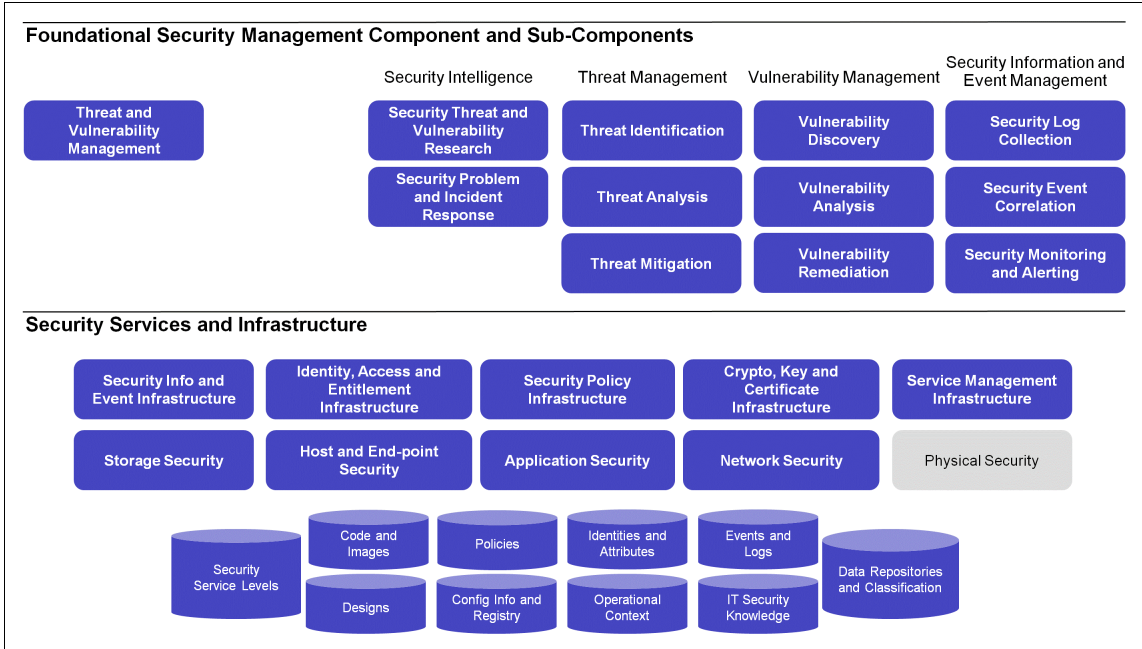 Foundational Security Management Component and Sub-Components
Security Intelligence
Threat Management
Vulnerability Management
Security Information and
Event Management
Threat and
Vulnerability
Management
Security Threat and
Vulnerability
Research
Threat Identification
Vulnerability
Discovery
Security Log
Collection
Security Problem
and Incident
Response
Threat Analysis
Vulnerability
Analysis
Security Event
Correlation
Threat Mitigation
Vulnerability
Remediation
Security Monitoring
and Alerting
Security Services and Infrastructure
Security Info and
Event Infrastructure
Identity, Access and
Entitlement
Infrastructure
Security Policy
Infrastructure
Crypto, Key and
Certificate
Infrastructure
Service Management
Infrastructure
Storage Security
Host and End-point
Security
Application Security
Network Security
Physical Security
Security
Service Levels
Code and
Images
Policies
Identities and
Attributes
Events and
Logs
Data Repositories
and Classification
Designs
Config Info and
Registry
Operational
Context
IT Security
Knowledge